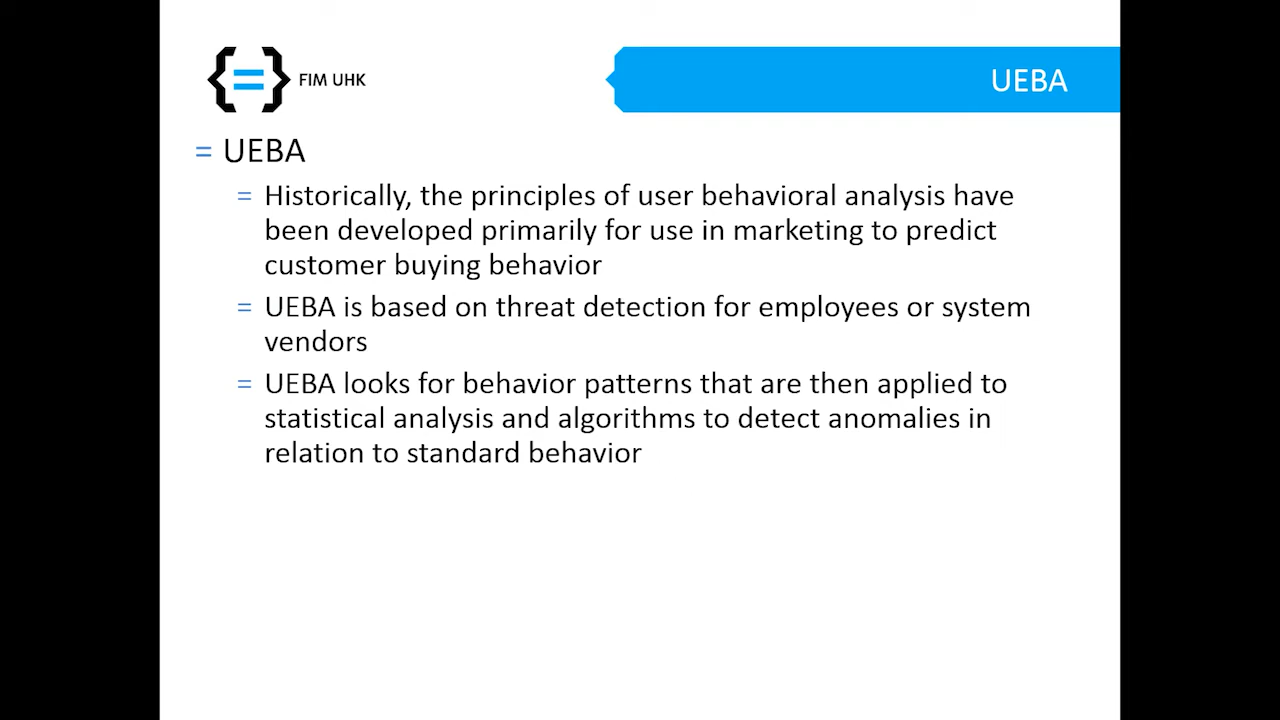 FIM UHK
UEBA
= UEBA
= Historically, the principles of user behavioral analysis have
been developed primarily for use in marketing to predict
customer buying behavior
= UEBA is based on threat detection for employees or system
vendors
= UEBA looks for behavior patterns that are then applied to
statistical analysis and algorithms to detect anomalies in
relation to standard behavior